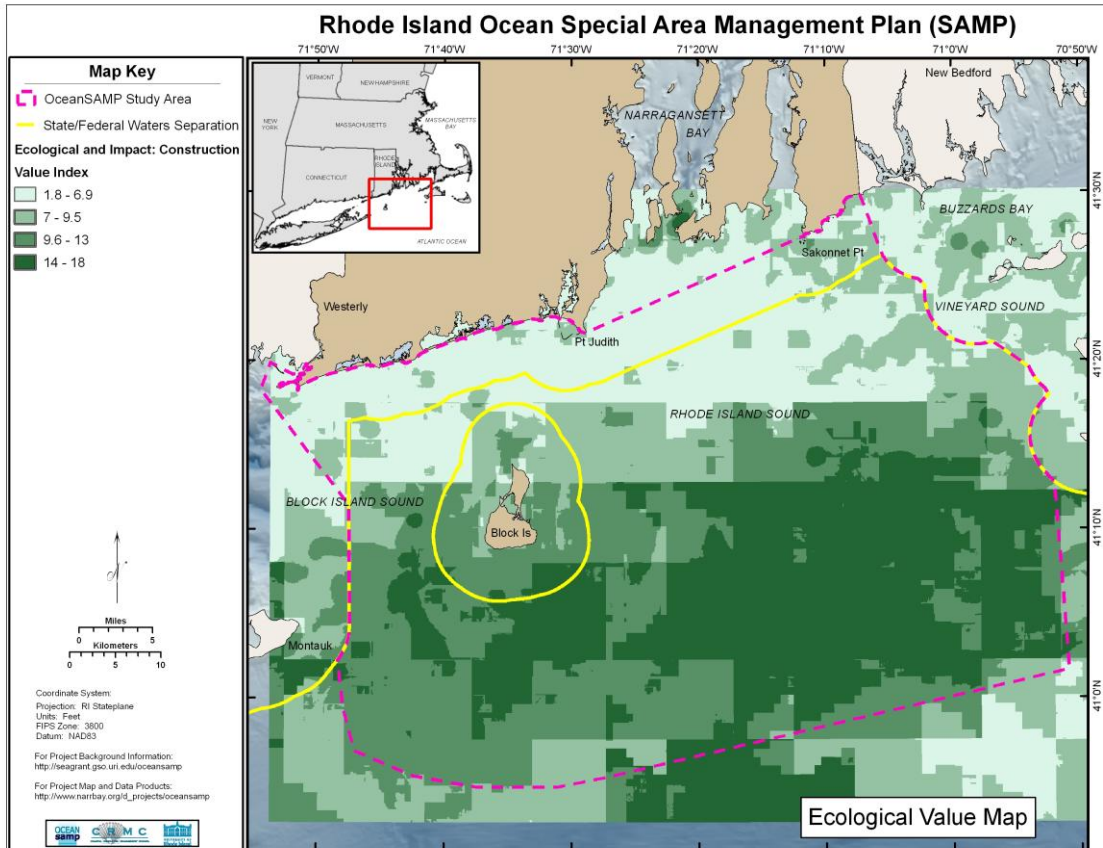 Rhode Island Ocean Special Area Management Plan (SAMP)
71°50'W
71°40'W
71°30'W
71°20'W
71°10'W
71°0'W
70°50'W
Map Key
OceanSAMP Study Area
State/Federal Waters Separation
Ecological and Impact: Construction
Value Index
1.8 - 6.9
7 - 9.5
9.6 - 13
14 - 18
VERMONT
NEW HAMPSHIRE
NEW YORK
MASSACHUSETTS
MASSACHUSETTS BAY
CONNECTICUT
RHODE ISLAND
ATLANTIC OCEAN
NARRAGANSETT
BAY
New Bedford
BUZZARDS BAY
Sakonnet Pt
Westerly
VINEYARD SOUND
Pt Judith
RHODE ISLAND SOUND
BLOCK ISLAND SOUND
Block Is
Montauk
41°30'N
41°20'N
41°10'N
41°0'N
Miles
0 5
Kilometers
0 5 10
Coordinate System:
Projection: RI Stateplane
Units: Feet
FIPS Zone: 3800
Datum: NAD83
For Project Background Information:
http://seagrant.gso.uri.edu/oceansamp
For Project Map and Data Products:
http://www.narrbay.org/d_projects/oceansamp
OCEAN
samp
CRMC
Ecological Value Map